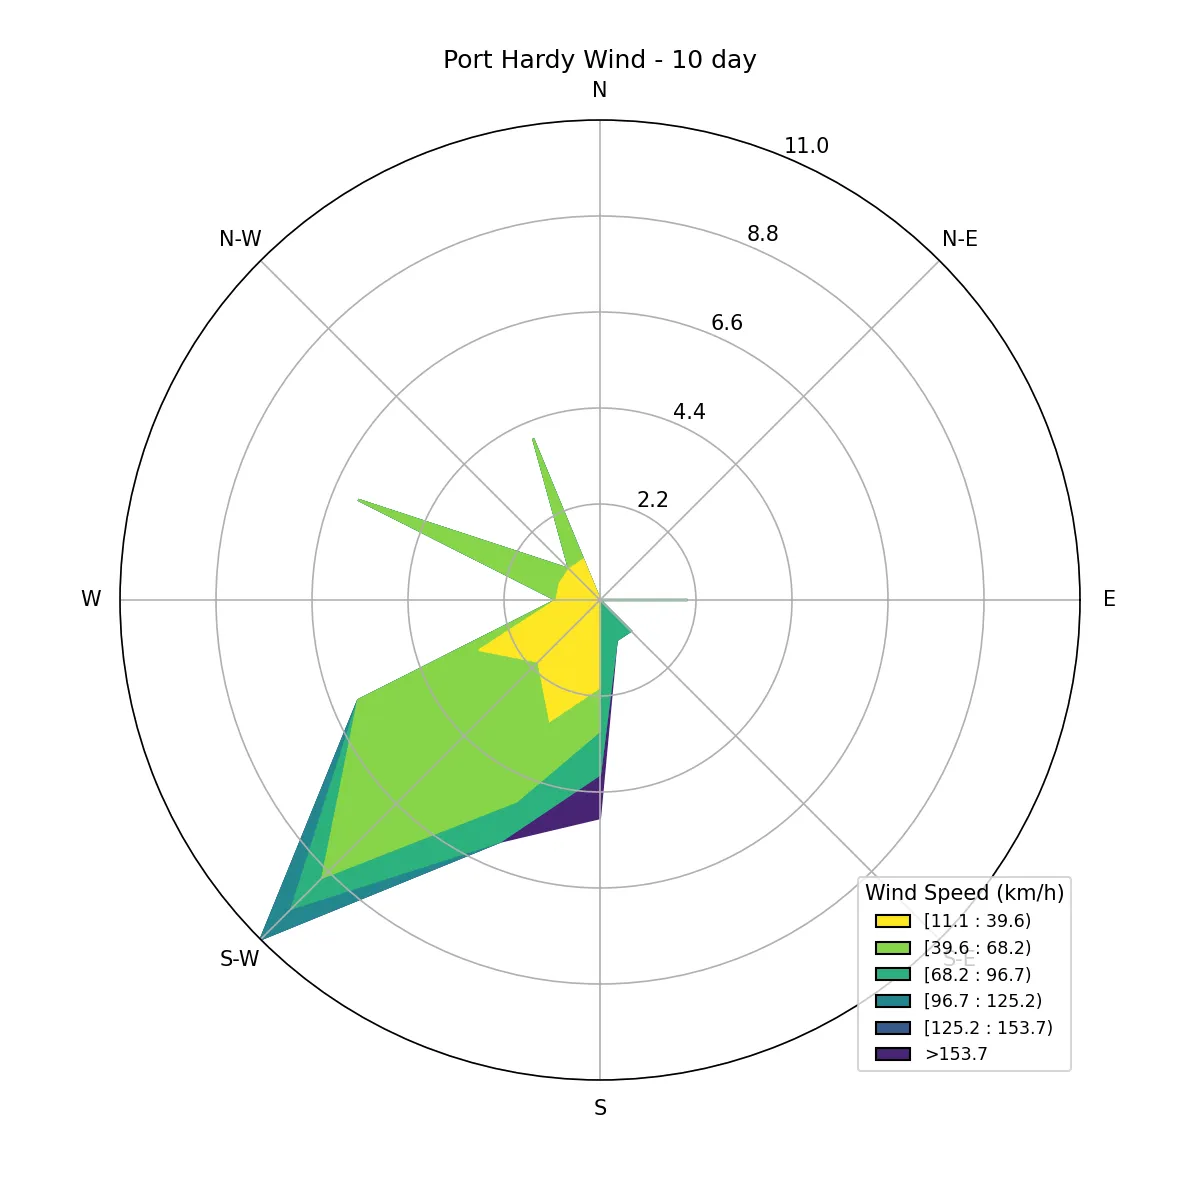 Port Hardy Wind - 10 day
N
11.0
8.8
N-W
N-E
6.6
4.4
2.2
W
E
S-W
S-E
S
Wind Speed (km/h)
[11.1 : 39.6)
[39.6 : 68.2)
[68.2 : 96.7)
[96.7 : 125.2)
[125.2 : 153.7)
>153.7